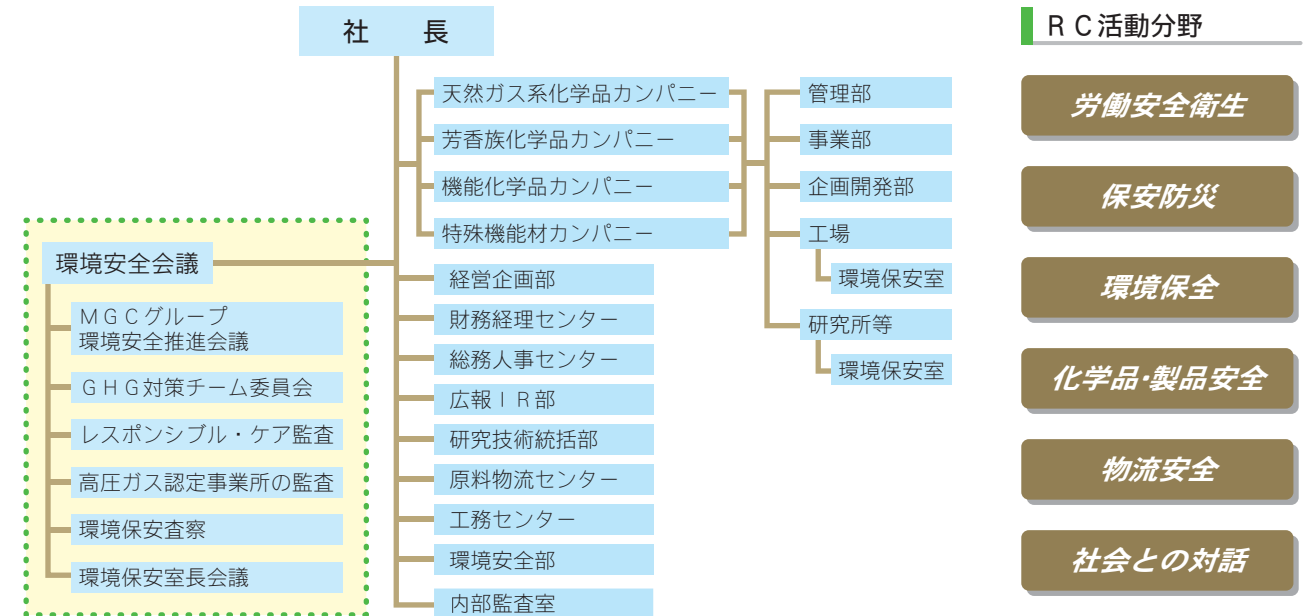 社　長
天然ガス系化学品カンパニー
芳香族化学品カンパニー
機能化学品カンパニー
特殊機能材カンパニー
管理部
事業部
企画開発部
工場
環境保安室
研究所等
環境保安室
環境安全会議
ＭＧＣグループ
環境安全推進会議
ＧＨＧ対策チーム委員会
レスポンシブル・ケア監査
高圧ガス認定事業所の監査
環境保安査察
環境保安室長会議
経営企画部
財務経理センター
総務人事センター
広報ＩＲ部
研究技術統括部
原料物流センター
工務センター
環境安全部
内部監査室
ＲＣ活動分野
労働安全衛生
保安防災
環境保全
化学品・製品安全
物流安全
社会との対話